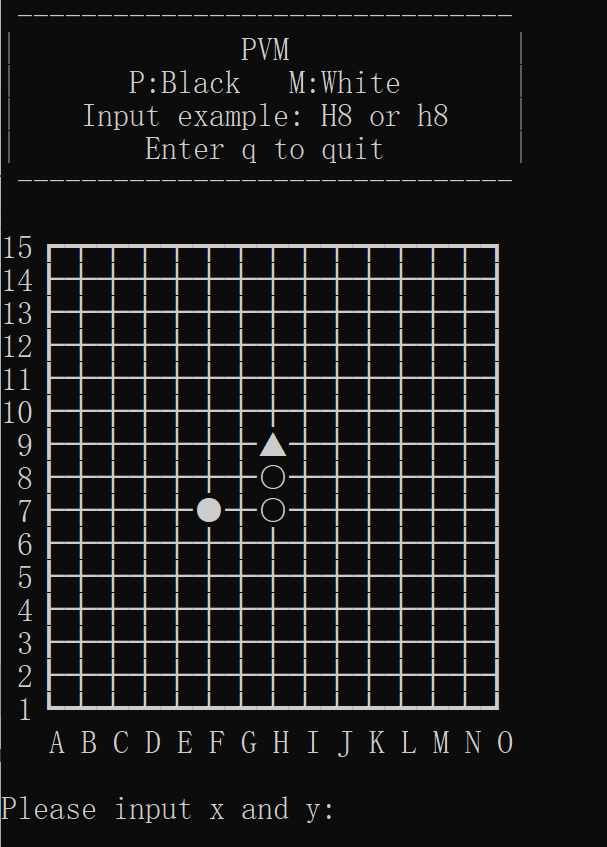 PVM
P:Black   M:White
Input example: H8 or h8
Enter q to quit
15
14
13
12
11
10
9
8
7
6
5
4
3
2
1
A B C D E F G H I J K L M N O
Please input x and y: